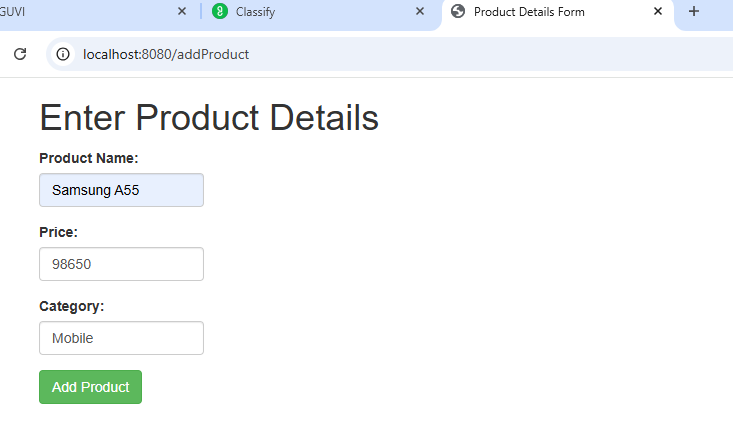 GUVI
Classify
Product Details Form
localhost:8080/addProduct
Enter Product Details
Product Name:
Samsung A55
Price:
98650
Category:
Mobile
Add Product